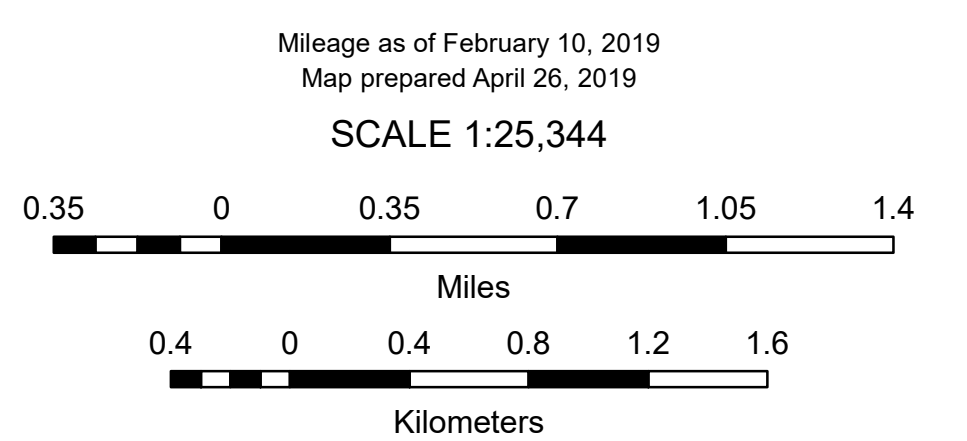 Mileage as of February 10, 2019
Map prepared April 26, 2019
SCALE 1:25,344
0.35 0 0.35 0.7 1.05 1.4
Miles
0.4 0 0.4 0.8 1.2 1.6
Kilometers